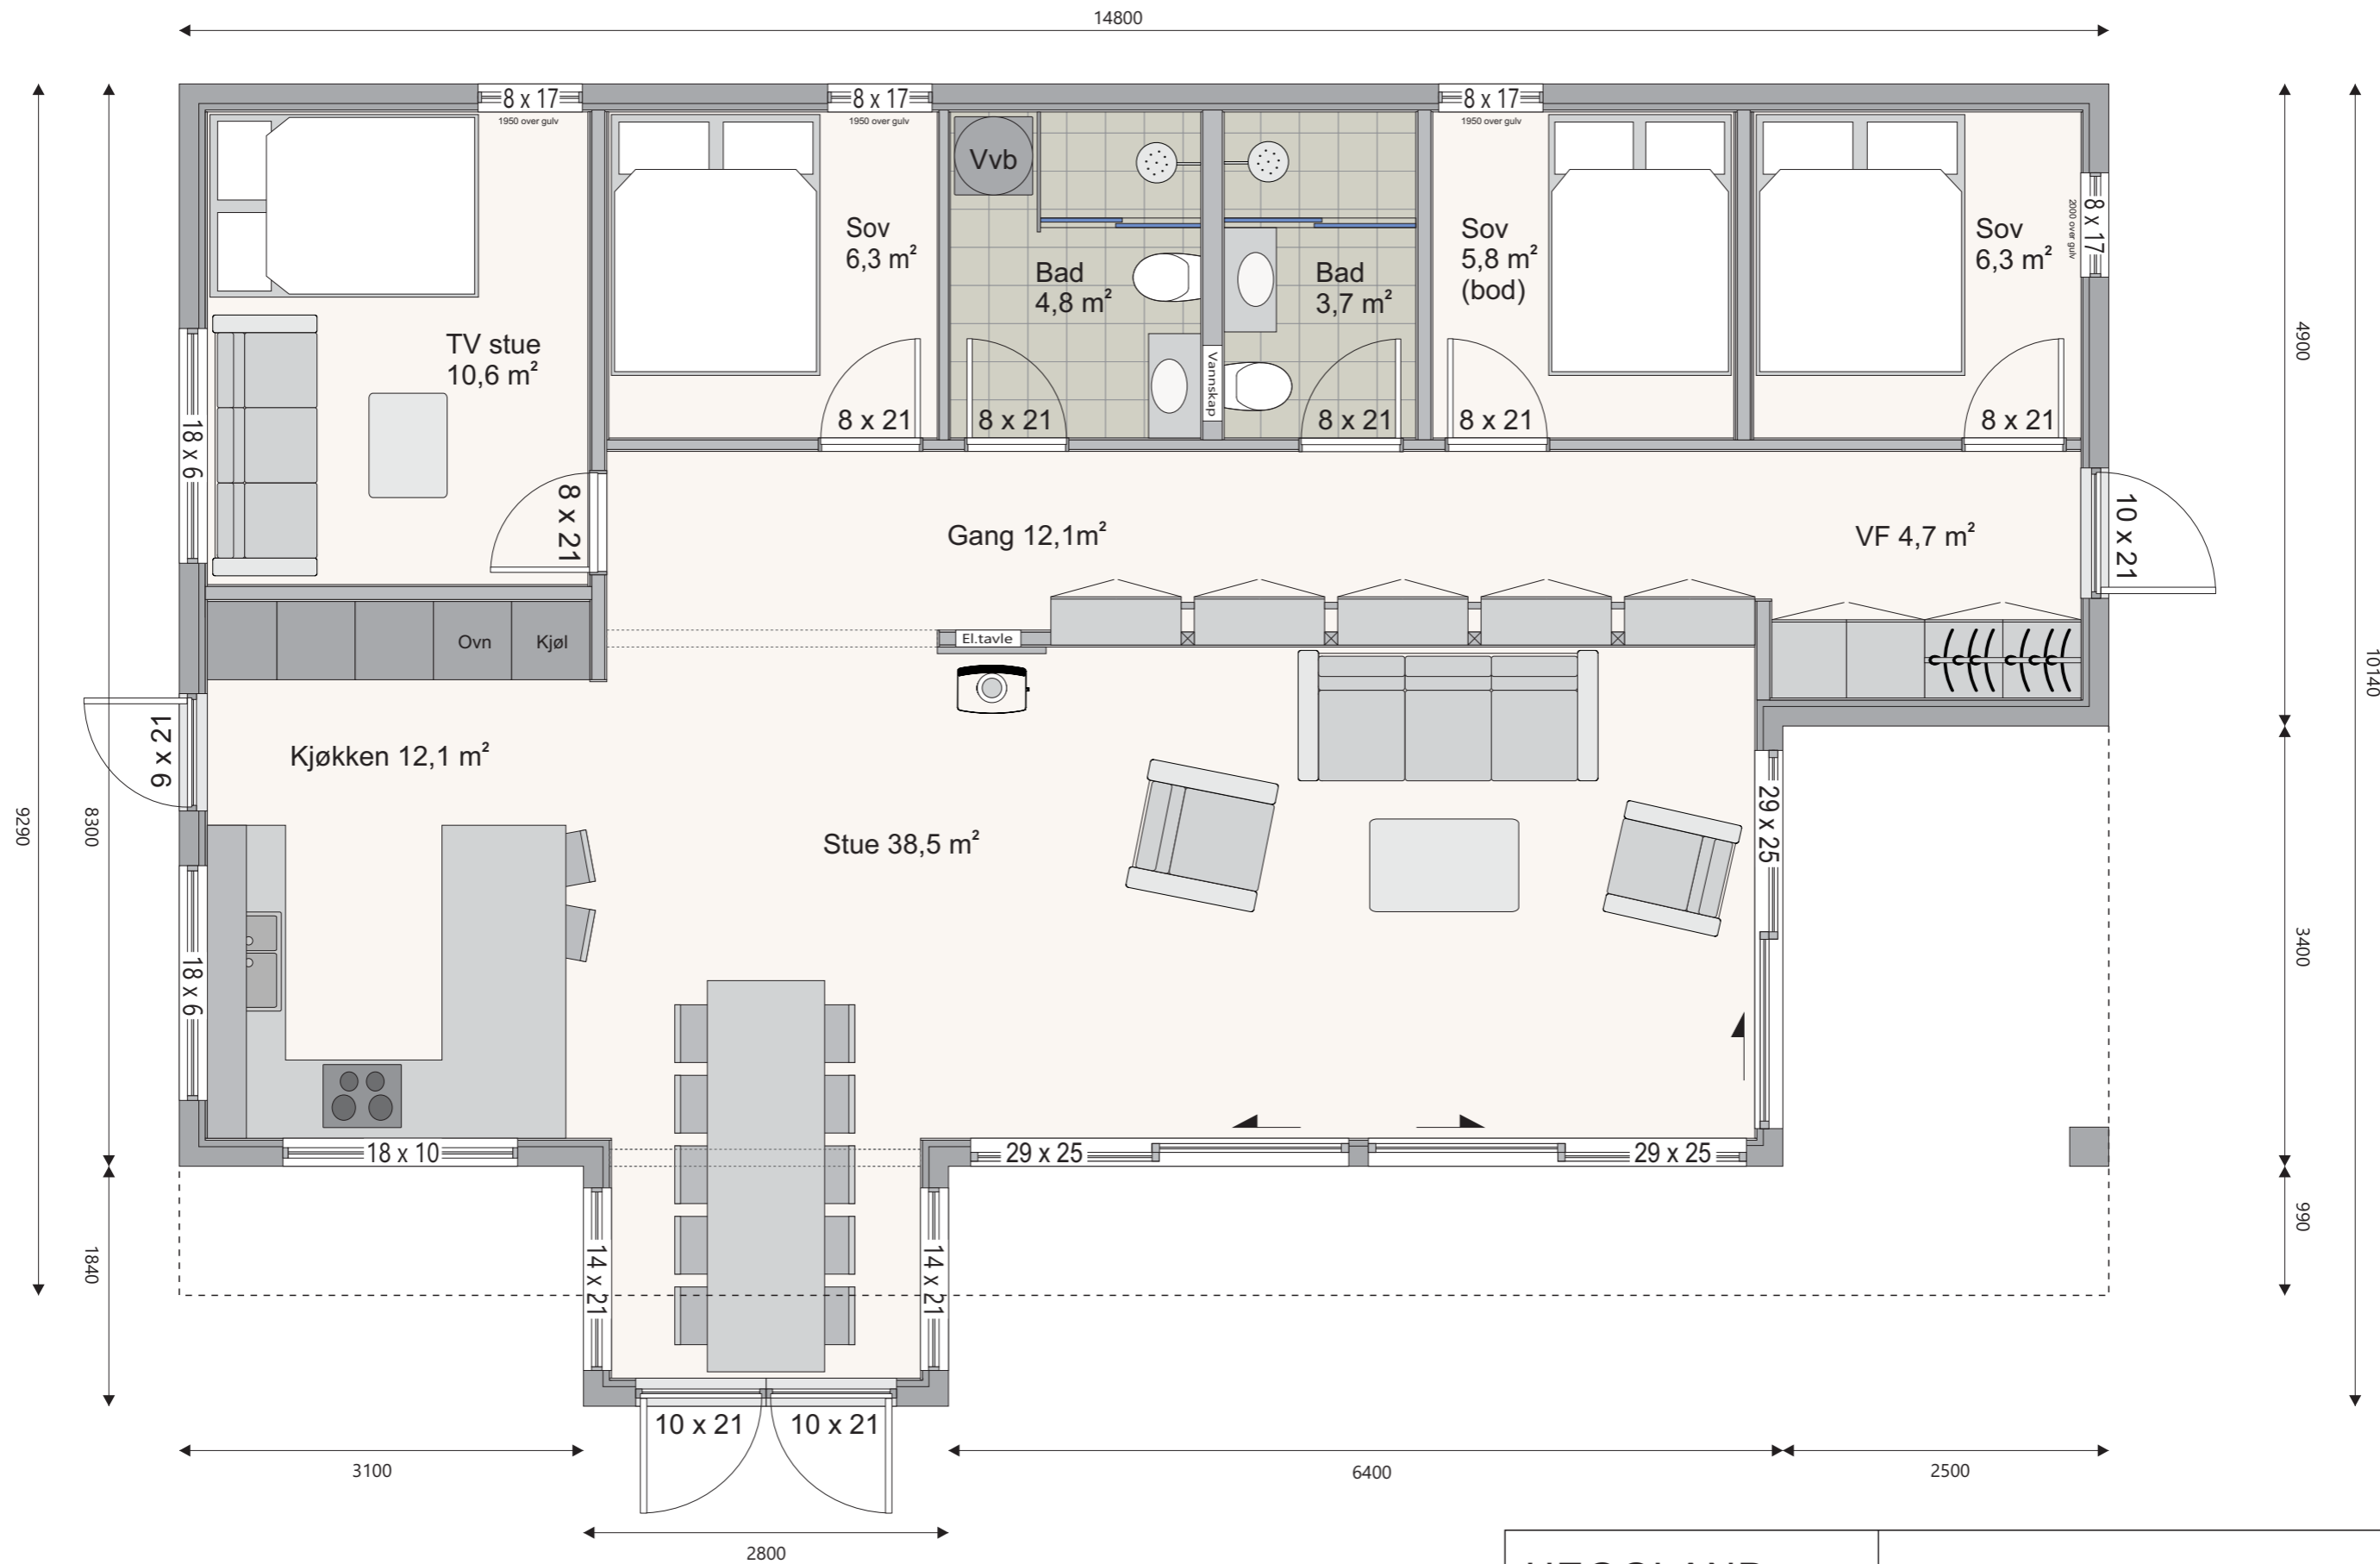 14800
8 x 17
1950 over gulv
8 x 17
1950 over gulv
8 x 17
1950 over gulv
Vvb
Sov
6,3 m²
Bad
4,8 m²
Bad
3,7 m²
Sov
5,8 m²
(bod)
Sov
6,3 m²
8 x 17
2000 over gulv
TV stue
10,6 m²
Vannskap
4900
18 x 6
8 x 21
8 x 21
8 x 21
8 x 21
8 x 21
8 x 21
Gang 12,1m²
VF 4,7 m²
10 x 21
Ovn
Kjøl
El.tavle
10140
9 x 21
Kjøkken 12,1 m²
9290
8300
Stue 38,5 m²
29 x 25
3400
18 x 6
18 x 10
29 x 25
29 x 25
990
1840
14 x 21
14 x 21
10 x 21
10 x 21
3100
6400
2500
2800